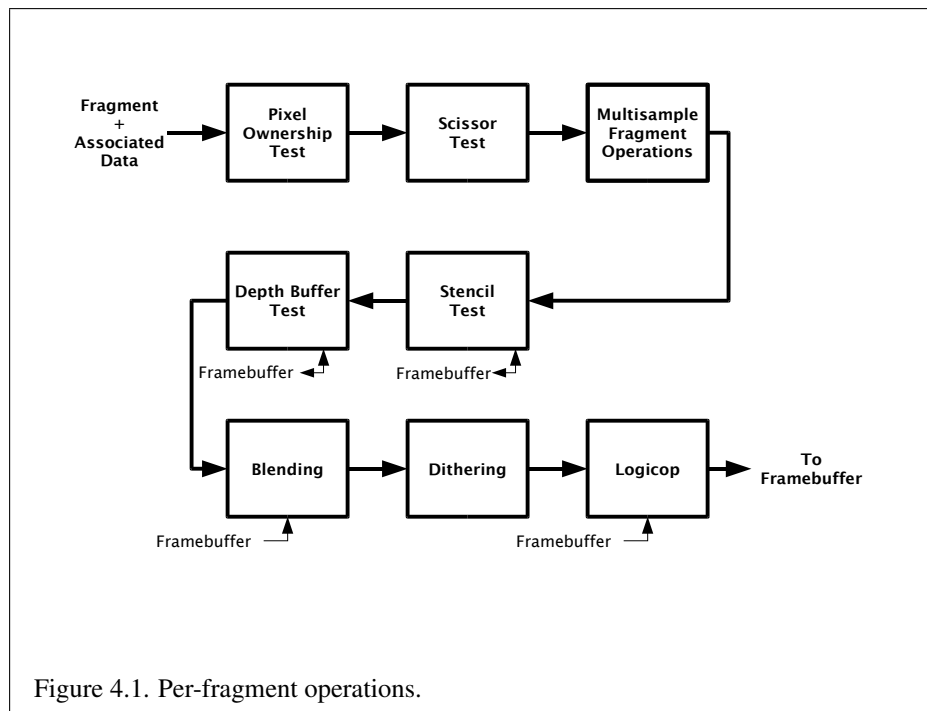 Fragment
+
Associated
Data
Pixel
Ownership
Test
Scissor
Test
Multisample
Fragment
Operations
Depth Buffer
Test
Stencil
Test
Framebuffer
Framebuffer
Blending
Dithering
Logicop
To
Framebuffer
Framebuffer
Framebuffer
Figure 4.1. Per-fragment operations.